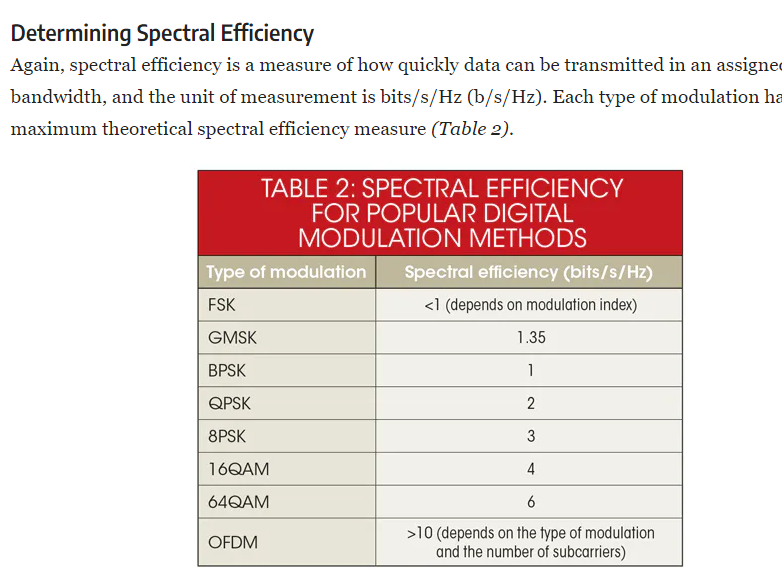 Determining Spectral Efficiency
Again, spectral efficiency is a measure of how quickly data can be transmitted in an assigned
bandwidth, and the unit of measurement is bits/s/Hz (b/s/Hz). Each type of modulation ha
maximum theoretical spectral efficiency measure (Table 2).
TABLE 2: SPECTRAL EFFICIENCY
FOR POPULAR DIGITAL
MODULATION METHODS
Type of modulation Spectral efficiency (bits/s/Hz)
FSK <1 (depends on modulation index)
GMSK 1.35
BPSK 1
QPSK 2
8PSK 3
16QAM 4
64QAM 6
OFDM >10 (depends on the type of modulation
and the number of subcarriers)